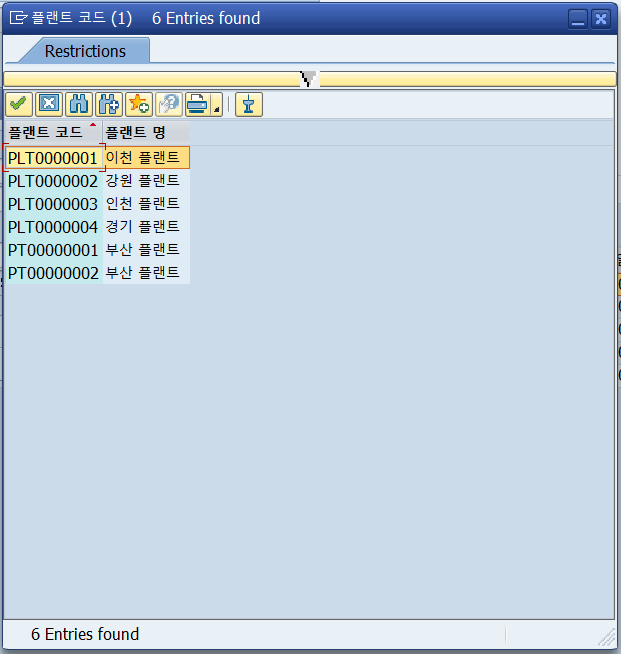 플랜트 코드 (1) 6 Entries found
Restrictions
플랜트 코드 플랜트 명
PLT0000001 이천 플랜트
PLT0000002 강원 플랜트
PLT0000003 인천 플랜트
PLT0000004 경기 플랜트
PT00000001 부산 플랜트
PT00000002 부산 플랜트
6 Entries found